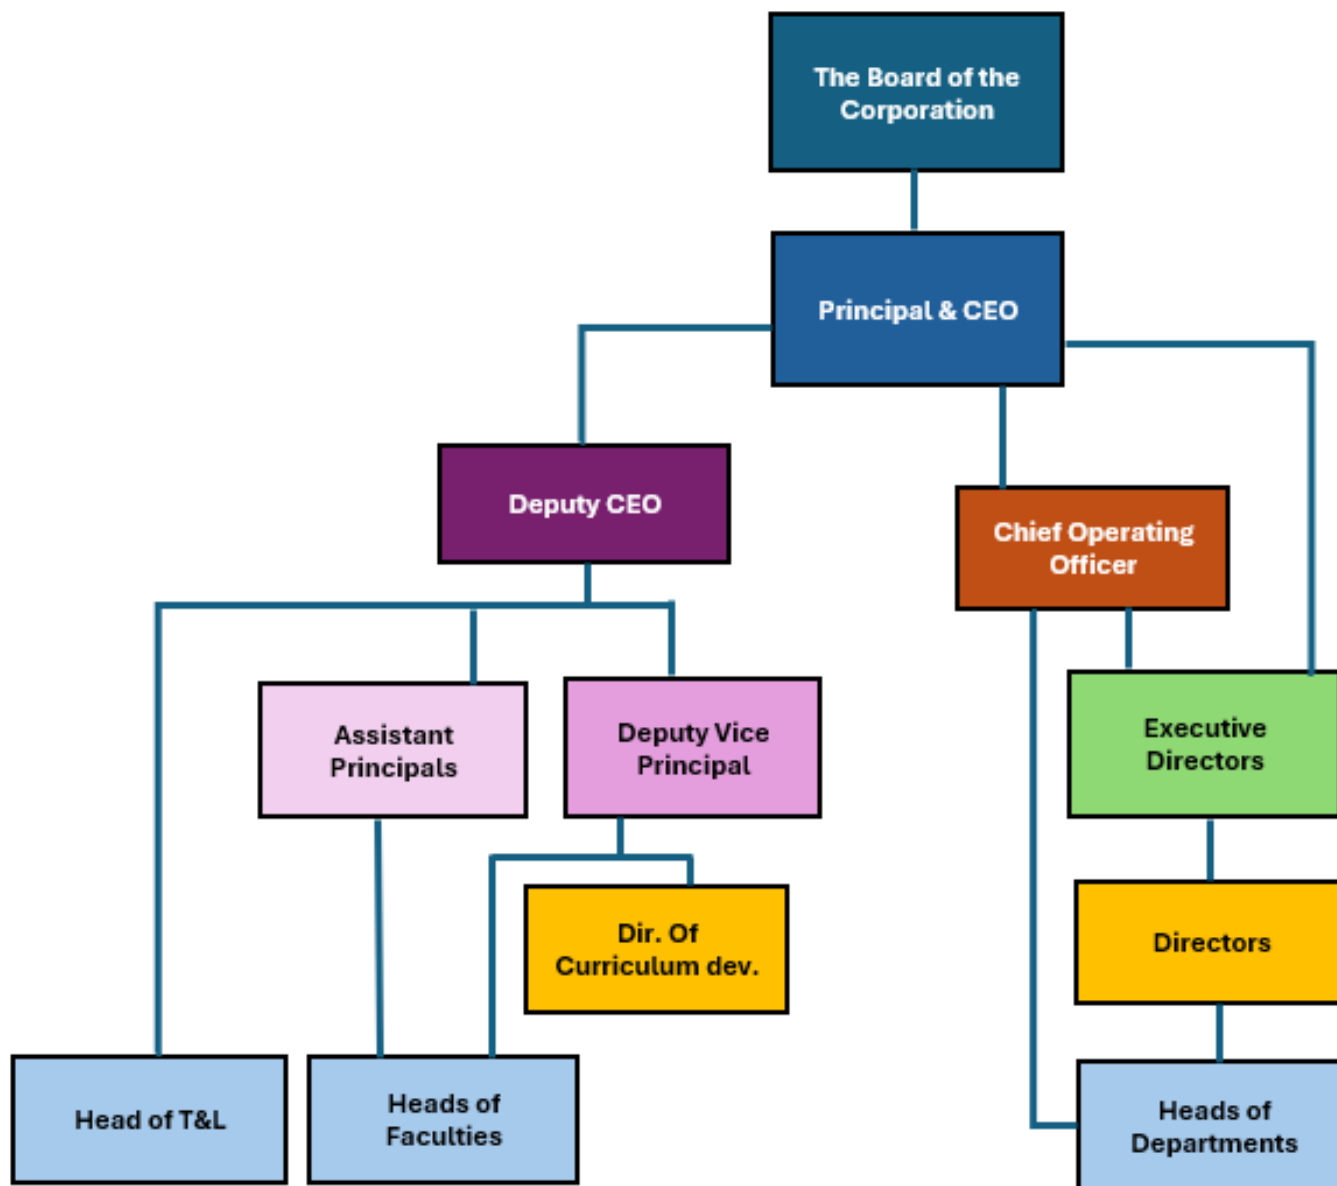 The Board of the
Corporation
Principal & CEO
Deputy CEO
Chief Operating
Officer
Assistant
Principals
Deputy Vice
Principal
Executive
Directors
Dir. Of
Curriculum dev.
Directors
Head of T&L
Heads of
Faculties
Heads of
Departments